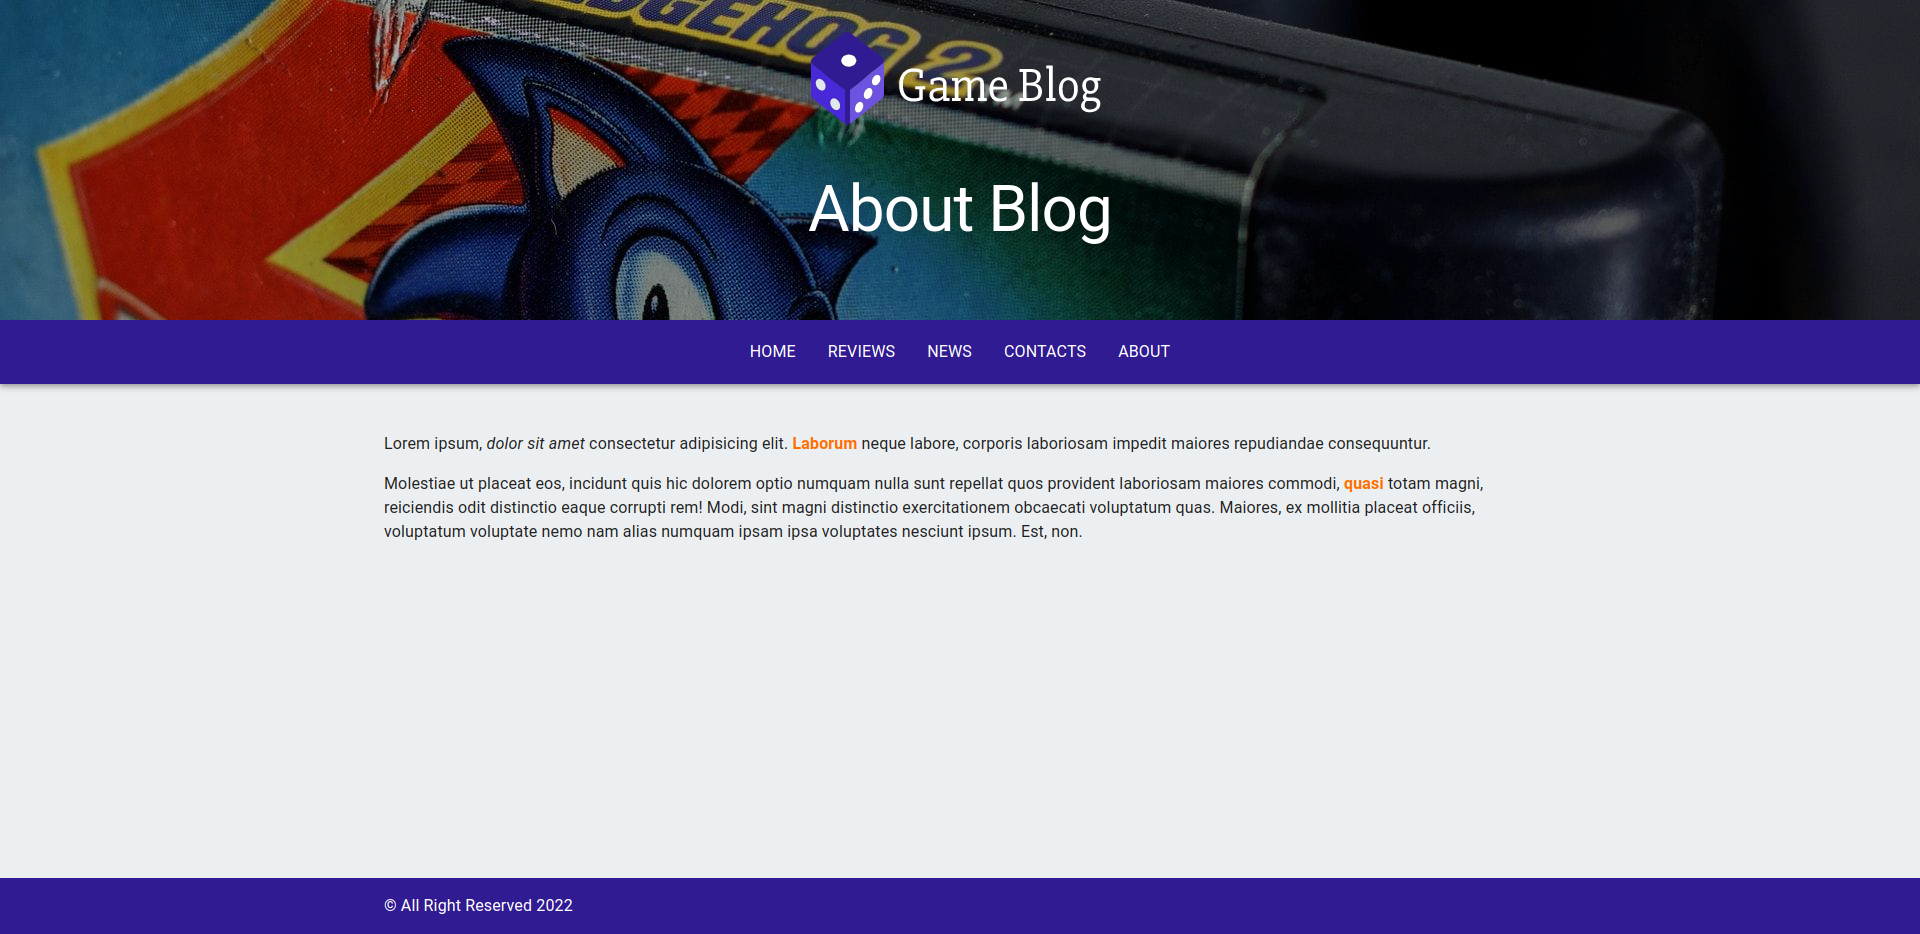 HEDGEHOG 2
Game Blog
About Blog
HOME REVIEWS NEWS CONTACTS ABOUT
Lorem ipsum, dolor sit amet consectetur adipisicing elit. Laborum neque labore, corporis laboriosam impedit maiores repudiandae consequuntur.
Molestiae ut placeat eos, incidunt quis hic dolorem optio numquam nulla sunt repellat quos provident laboriosam maiores commodi, quasi totam magni,
reiciendis odit distinctio eaque corrupti rem! Modi, sint magni distinctio exercitationem obcaecati voluptatum quas. Maiores, ex mollitia placeat officiis,
voluptatum voluptate nemo nam alias numquam ipsam ipsa voluptates nesciunt ipsum. Est, non.
© All Right Reserved 2022